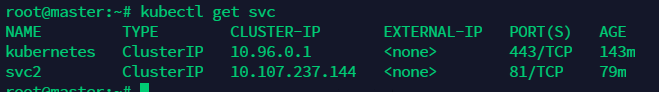 root@master:~# kubectl get svc
NAME         TYPE        CLUSTER-IP       EXTERNAL-IP   PORT(S)   AGE
kubernetes   ClusterIP   10.96.0.1        <none>        443/TCP   143m
svc2         ClusterIP   10.107.237.144   <none>        81/TCP    79m
root@master:~#